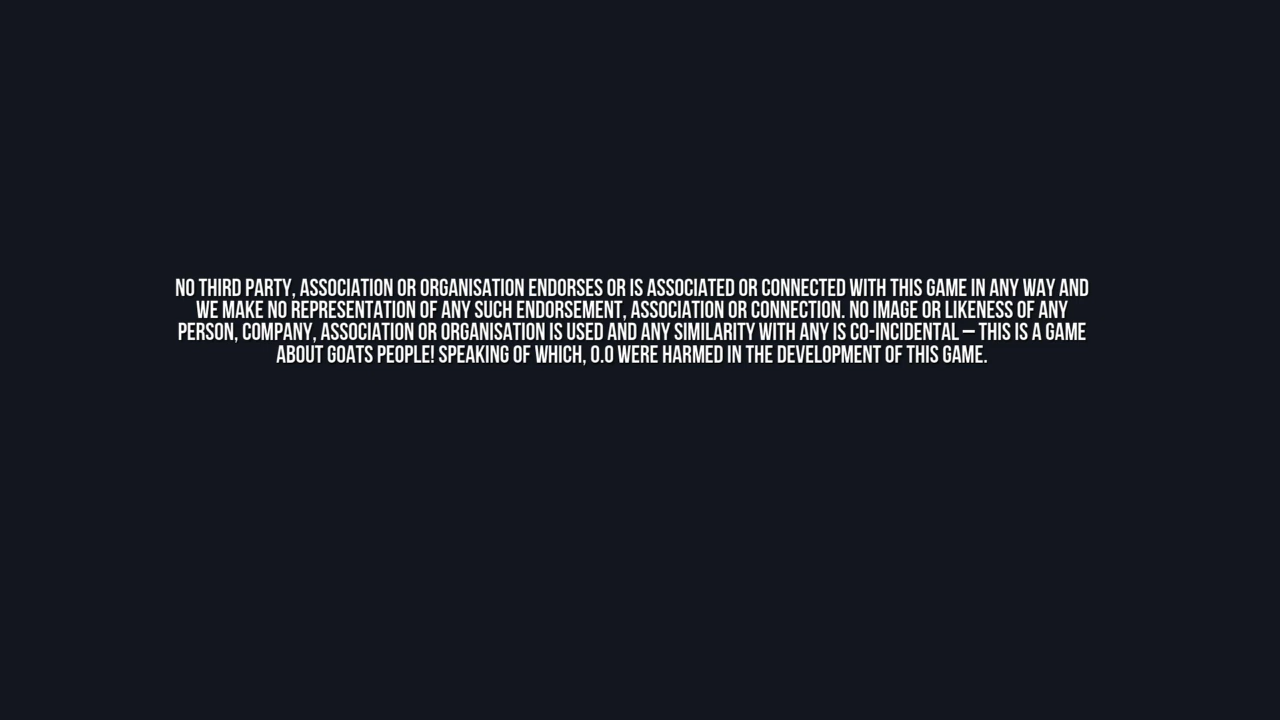 NO THIRD PARTY, ASSOCIATION OR ORGANISATION ENDORSES OR IS ASSOCIATED OR CONNECTED WITH THIS GAME IN ANY WAY AND
WE MAKE NO REPRESENTATION OF ANY SUCH ENDORSEMENT, ASSOCIATION OR CONNECTION. NO IMAGE OR LIKENESS OF ANY
PERSON, COMPANY, ASSOCIATION OR ORGANISATION IS USED AND ANY SIMILARITY WITH ANY IS CO-INCIDENTAL – THIS IS A GAME
ABOUT GOATS PEOPLE! SPEAKING OF WHICH, 0.0 WERE HARMED IN THE DEVELOPMENT OF THIS GAME.